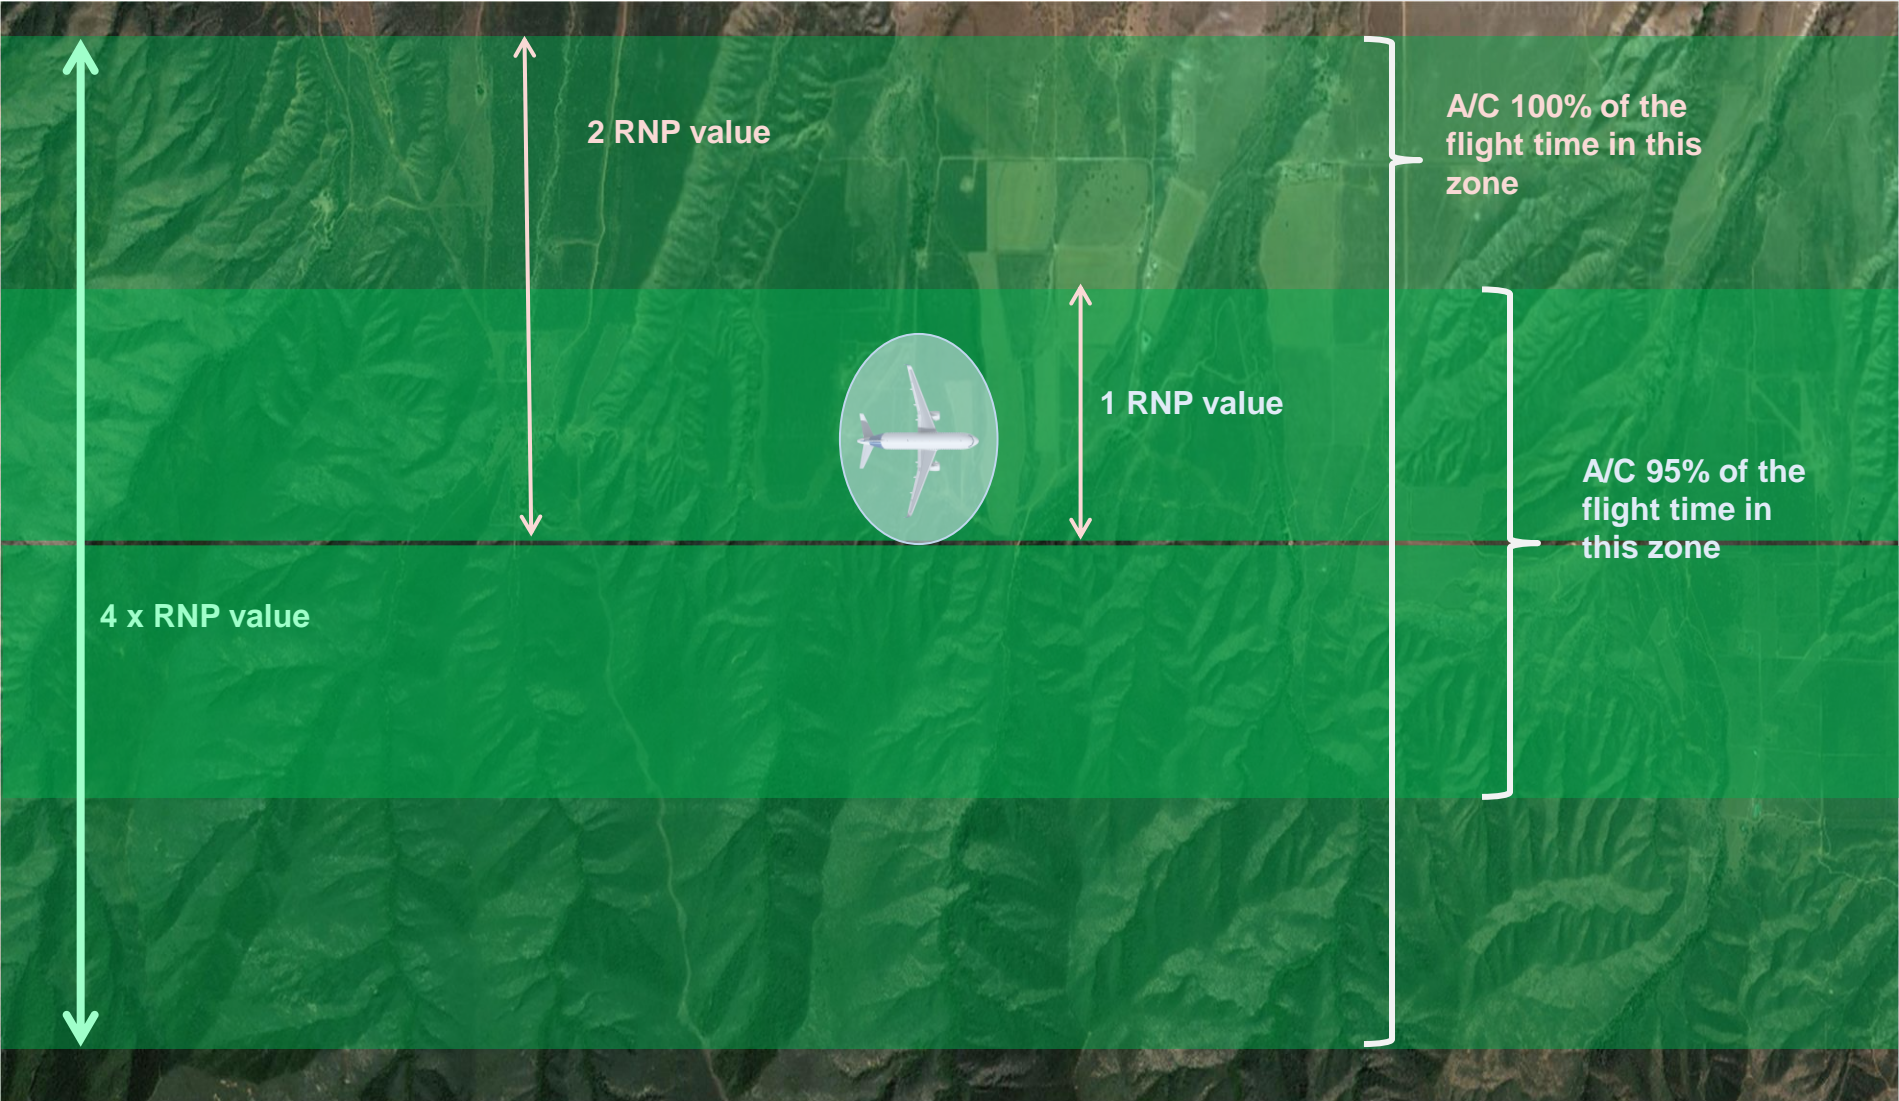 2 RNP value
A/C 100% of the
flight time in this
zone
1 RNP value
A/C 95% of the
flight time in
this zone
4 x RNP value